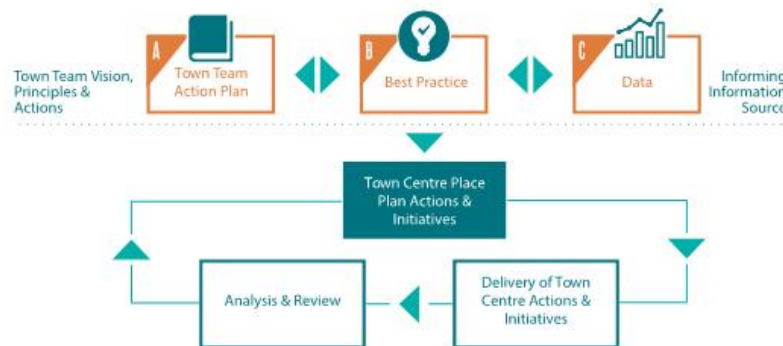 A
Town Team
Action Plan
B
Best Practice
C
Data
Town Team Vision,
Principles &
Actions
Informing
Information
Source
Town Centre Place
Plan Actions &
Initiatives
Analysis & Review
Delivery of Town
Centre Actions &
Initiatives